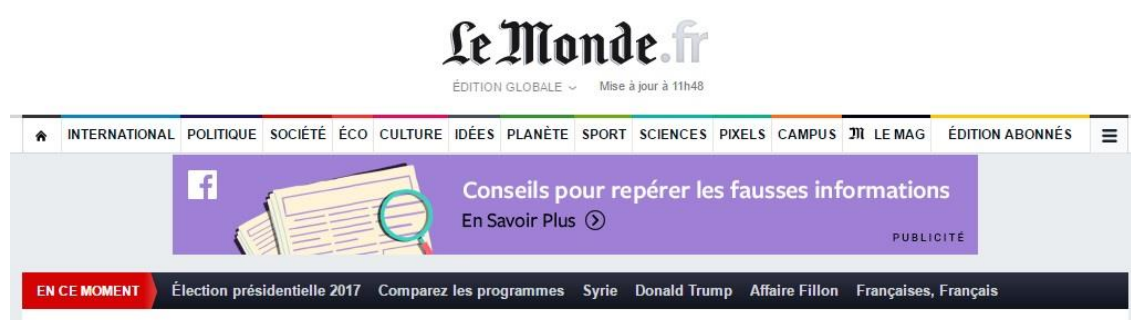 Le Monde.fr
ÉDITION GLOBALE Mise à jour à 11h48
INTERNATIONAL POLITIQUE SOCIÉTÉ ÉCO CULTURE IDÉES PLANÈTE SPORT SCIENCES PIXELS CAMPUS M LE MAG ÉDITION ABONNÉS
f
Conseils pour repérer les fausses informations
En Savoir Plus
PUBLICITÉ
EN CE MOMENT Élection présidentielle 2017 Comparez les programmes Syrie Donald Trump Affaire Fillon Françaises, Français